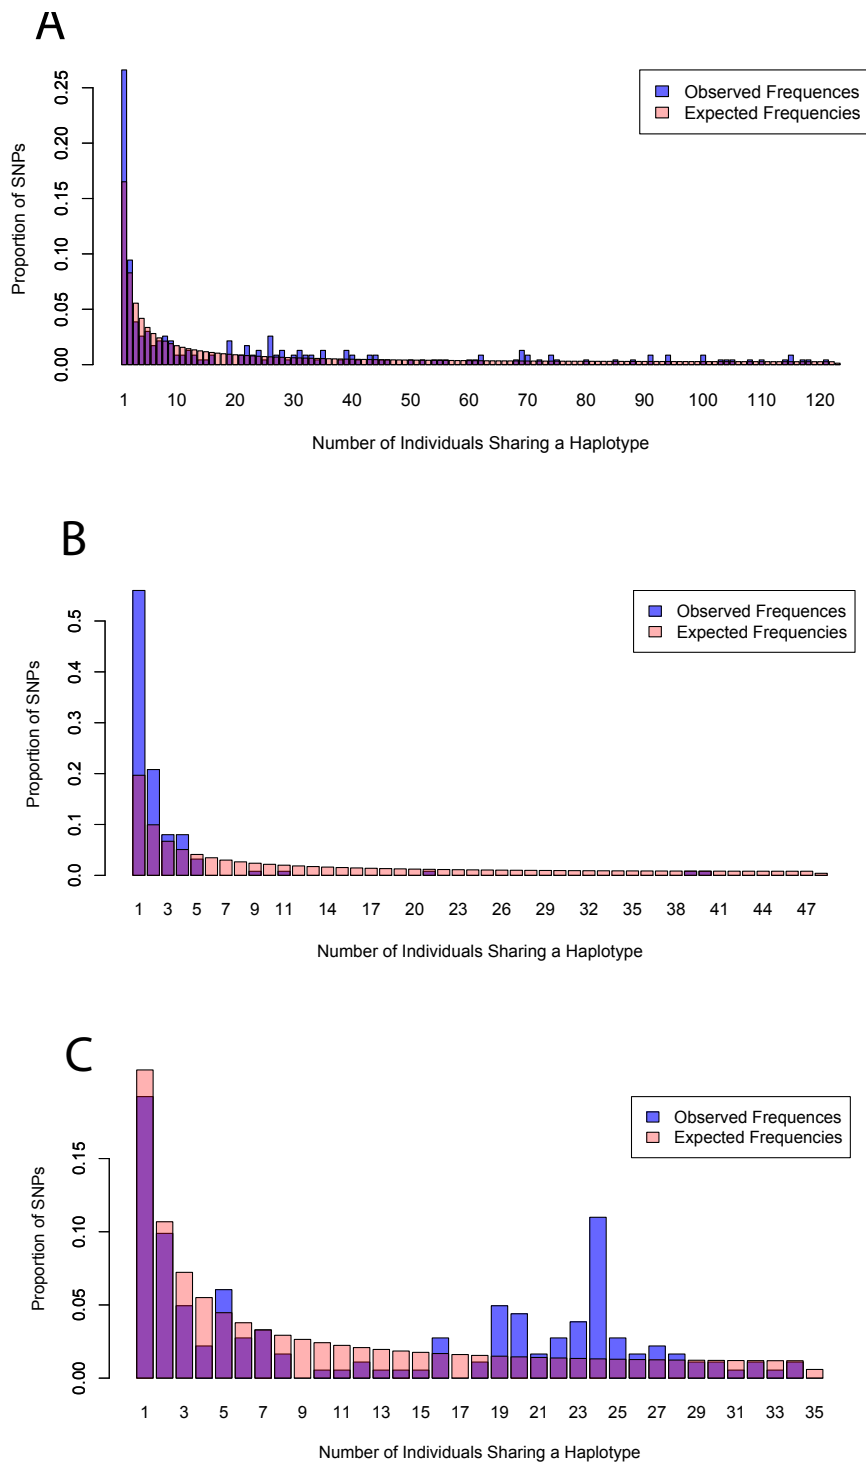 A
Observed Frequences
Expected Frequencies
Proportion of SNPs
0.25
0.20
0.15
0.10
0.05
0.00
1 10 20 30 40 50 60 70 80 90 100 110 120
Number of Individuals Sharing a Haplotype
B
Observed Frequences
Expected Frequencies
Proportion of SNPs
0.5
0.4
0.3
0.2
0.1
0.0
1 3 5 7 9 11 14 17 20 23 26 29 32 35 38 41 44 47
Number of Individuals Sharing a Haplotype
C
Observed Frequences
Expected Frequencies
Proportion of SNPs
0.15
0.10
0.05
0.00
1 3 5 7 9 11 13 15 17 19 21 23 25 27 29 31 33 35
Number of Individuals Sharing a Haplotype